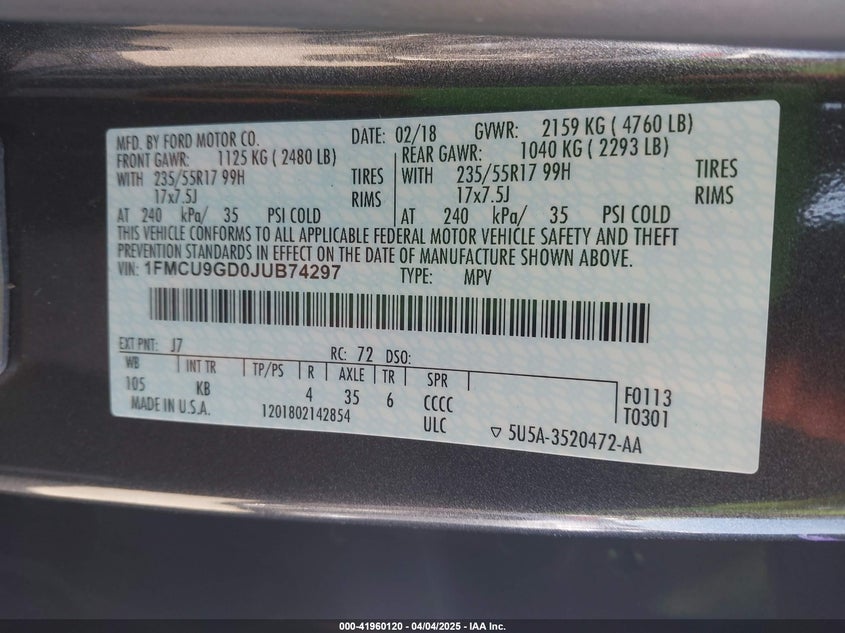 MFD. BY FORD MOTOR CO. DATE: 02/18 GVWR: 2159 KG ( 4760 LB)
FRONT GAWR: 1125 KG ( 2480 LB) REAR GAWR: 1040 KG ( 2293 LB)
WITH 235/55R17 99H TIRES WITH 235/55R17 99H TIRES
17x7.5J RIMS 17x7.5J RIMS
AT 240 kPa/ 35 PSI COLD AT 240 kPa/ 35 PSI COLD
THIS VEHICLE CONFORMS TO ALL APPLICABLE FEDERAL MOTOR VEHICLE SAFETY AND THEFT
PREVENTION STANDARDS IN EFFECT ON THE DATE OF MANUFACTURE SHOWN ABOVE.
VIN: 1FMCU9GD0JUB74297 TYPE: MPV
EXT PNT: J7 RC: 72 DSO:
WB INT TR TP/PS R AXLE TR SPR
105 KB 4 35 6 CCCC F0113
MADE IN U.S.A. 1201802142854 ULC T0301
▽ 5U5A-3520472-AA
000-41960120 - 04/04/2025 - IAA Inc.